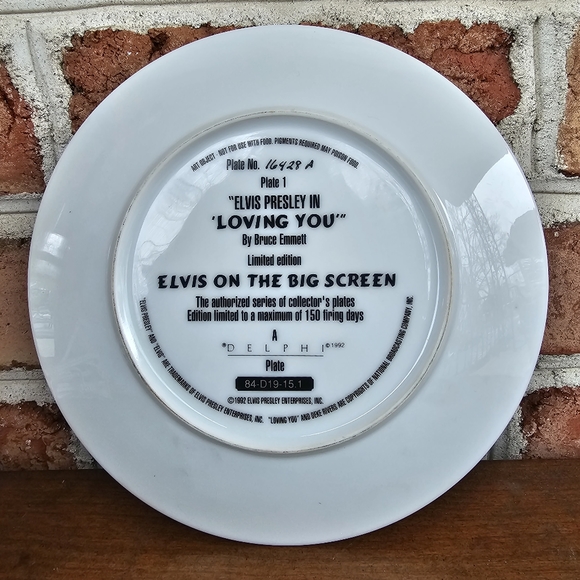 ART OBJECT · NOT FOR USE WITH FOOD. PIGMENTS REQUIRED MAY POISON FOOD.
Plate No. 16428 A
Plate 1
"ELVIS PRESLEY IN
'LOVING YOU'"
By Bruce Emmett
Limited edition
ELVIS ON THE BIG SCREEN
The authorized series of collector's plates
Edition limited to a maximum of 150 firing days
A
®DELPHI©1992
Plate
84-D19-15.1
©1992 ELVIS PRESLEY ENTERPRISES, INC.
"ELVIS PRESLEY" AND "ELVIS" ARE TRADEMARKS OF ELVIS PRESLEY ENTERPRISES, INC. "LOVING YOU" AND DEKE RIVERS ARE COPYRIGHTS OF NATIONAL BROADCASTING COMPANY, INC